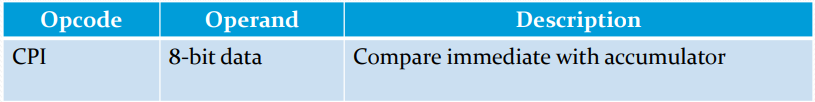 Opcode Operand Description
CPI 8-bit data Compare immediate with accumulator